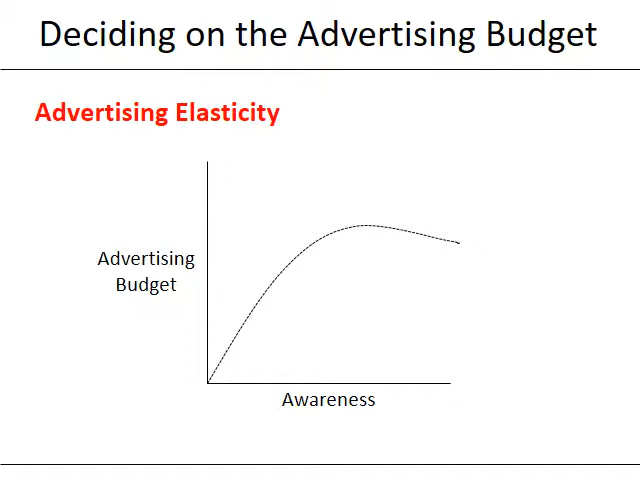 Deciding on the Advertising Budget
Advertising Elasticity
Advertising
Budget
Awareness